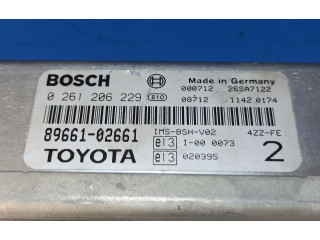 BOSCH Made in Germany
000712 26SA7122
0 261 206 229 e10 08712 1142 0174
89661-02661 IMS-BSH-V02 4ZZ-FE
TOYOTA e13 I-00 0073 2
e13 020395